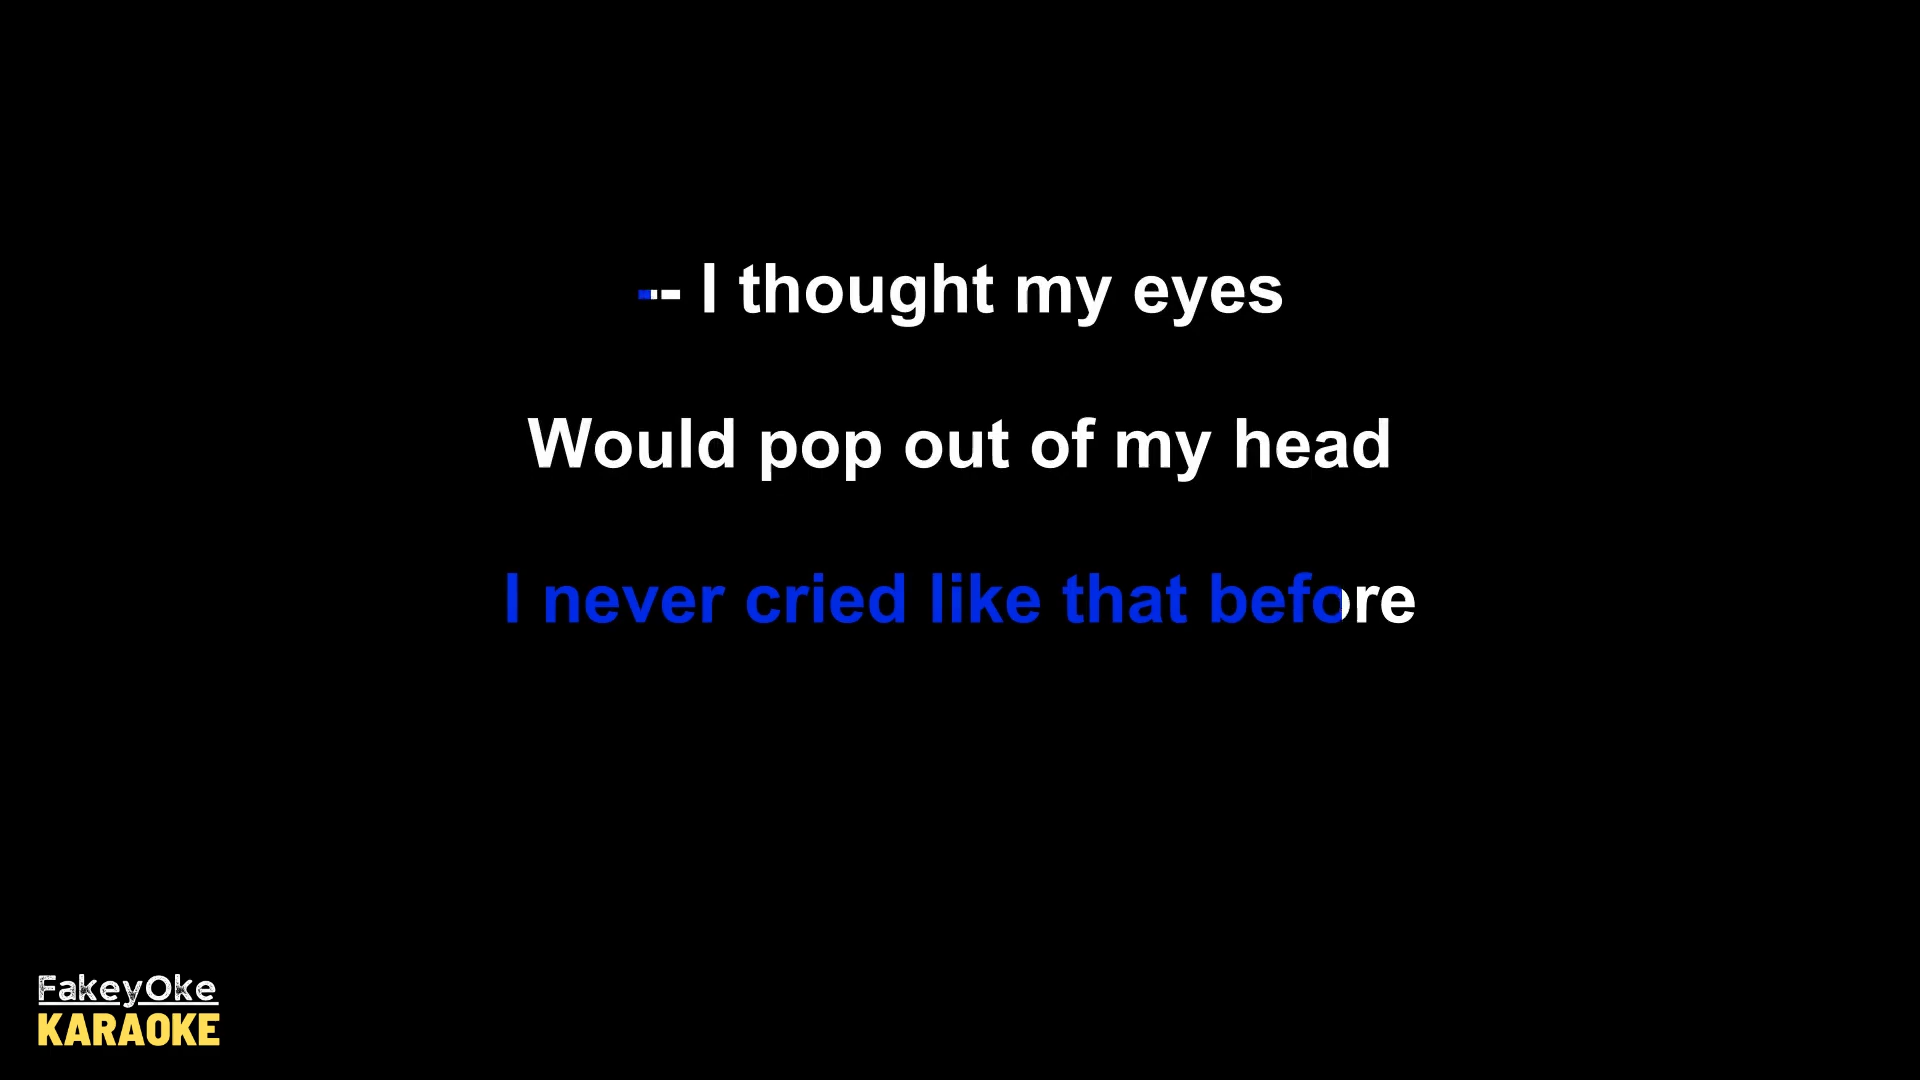 -- I thought my eyes
Would pop out of my head
I never cried like that before
FakeyOke
KARAOKE